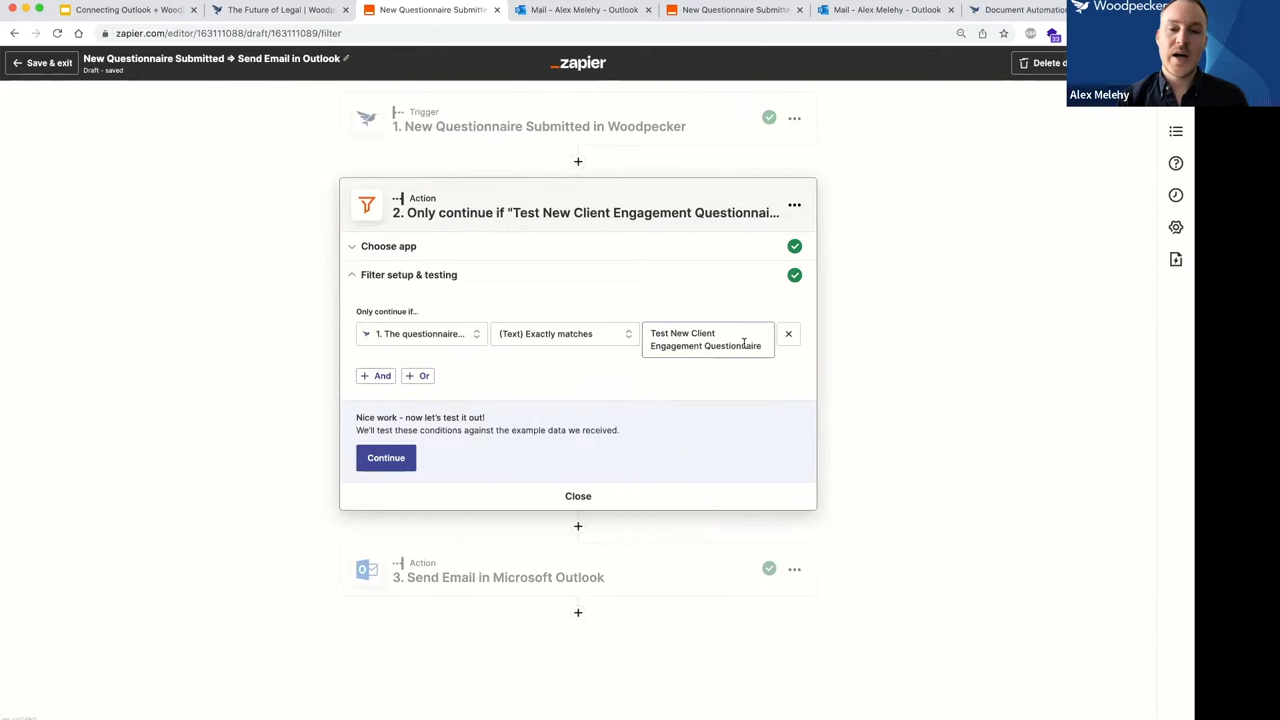 Connecting Outlook + Wood
The Future of Legal | Woodp
New Questionnaire Submitte
Mail - Alex Melehy - Outlook
New Questionnaire Submitte
Mail - Alex Melehy - Outlook
Document Automation
zapier.com/editor/163111088/draft/163111089/filter
Woodpecker
Alex Melehy
Save & exit
New Questionnaire Submitted => Send Email in Outlook
Draft - saved
_zapier
Delete d
Trigger
1. New Questionnaire Submitted in Woodpecker
Action
2. Only continue if "Test New Client Engagement Questionnai...
Choose app
Filter setup & testing
Only continue if...
1. The questionnaire...
(Text) Exactly matches
Test New Client
Engagement Questionnaire
+ And
+ Or
Nice work - now let's test it out!
We'll test these conditions against the example data we received.
Continue
Close
Action
3. Send Email in Microsoft Outlook